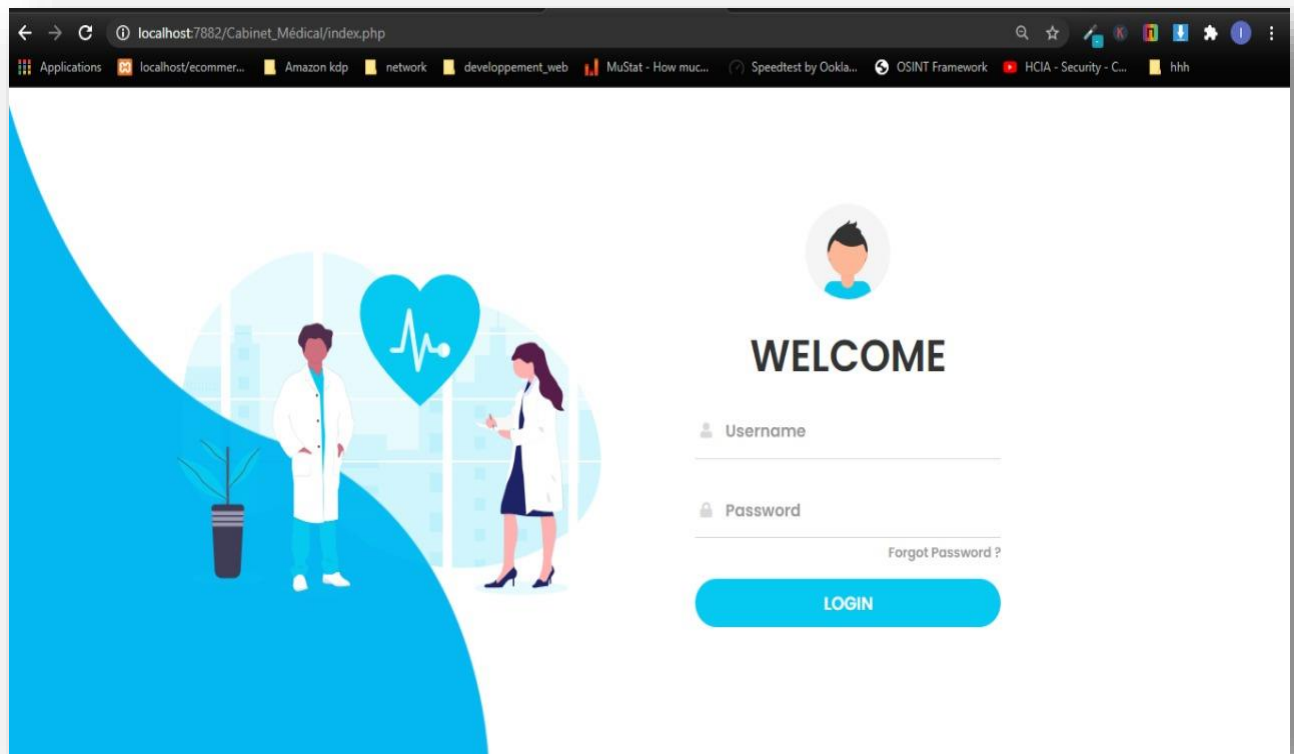 localhost:7882/Cabinet_Médical/index.php
Applications localhost/ecommer... Amazon kdp network developpement_web MuStat - How muc... Speedtest by Ookla... OSINT Framework HCIA - Security - C... hhh
WELCOME
Username
Password
Forgot Password ?
LOGIN